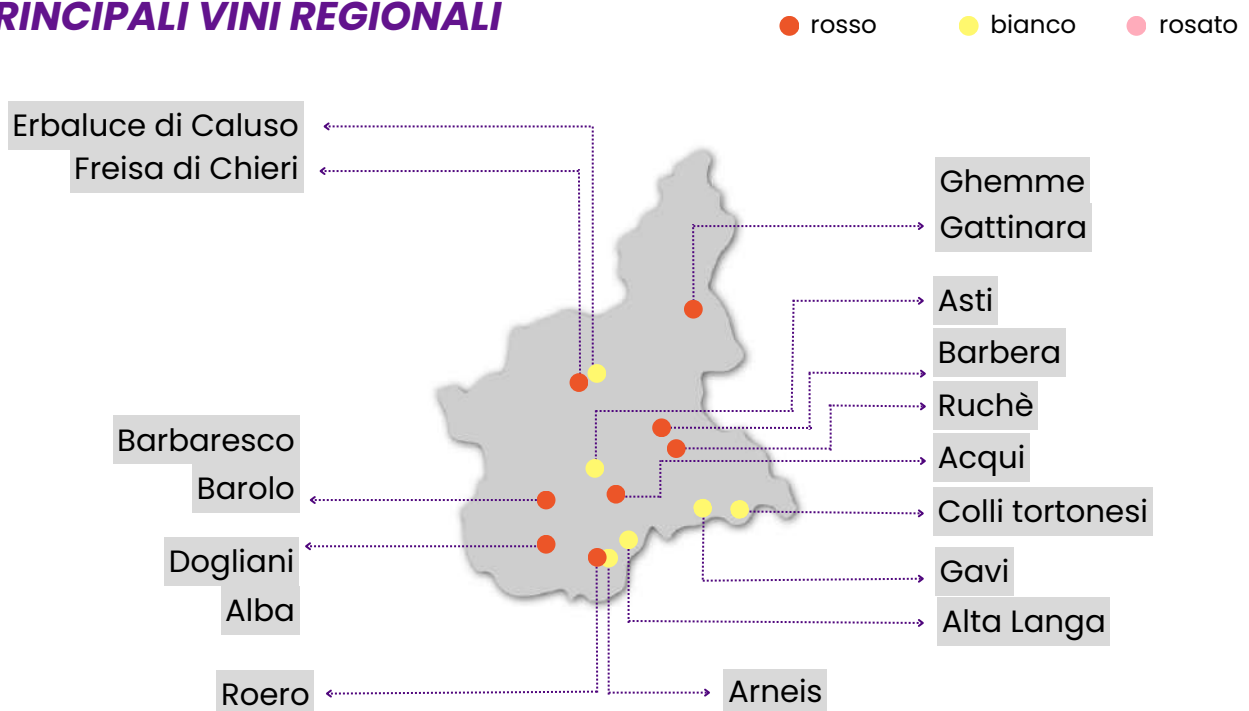 RINCIPALI VINI REGIONALI
rosso
bianco
rosato
Erbaluce di Caluso
Freisa di Chieri
Ghemme
Gattinara
Asti
Barbera
Ruchè
Acqui
Colli tortonesi
Gavi
Alta Langa
Barbaresco
Barolo
Dogliani
Alba
Roero
Arneis